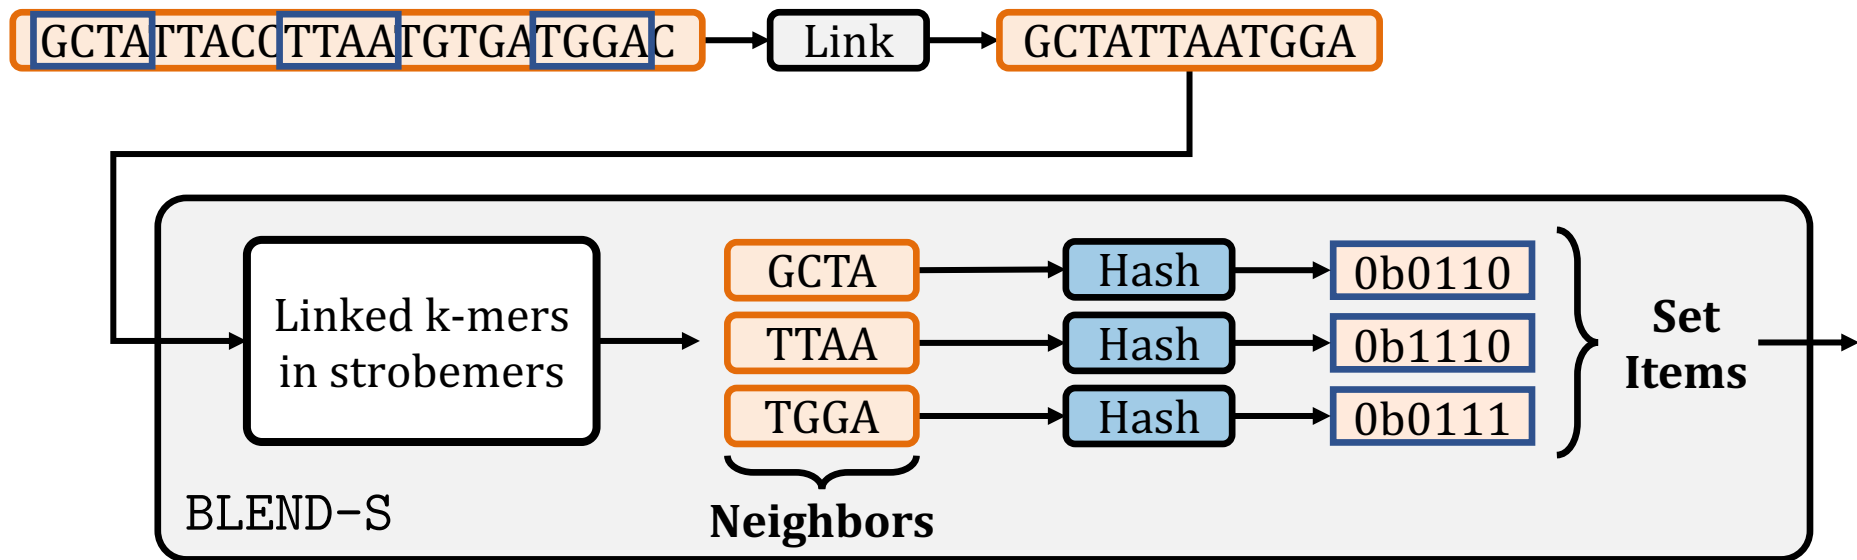 GCTATTACCTTAATGTGATGGAC
Link
GCTATTAATGGA
Linked k-mers
in strobemers
GCTA
Hash
0b0110
TTAA
Hash
0b1110
TGGA
Hash
0b0111
Set
Items
Neighbors
BLEND-S